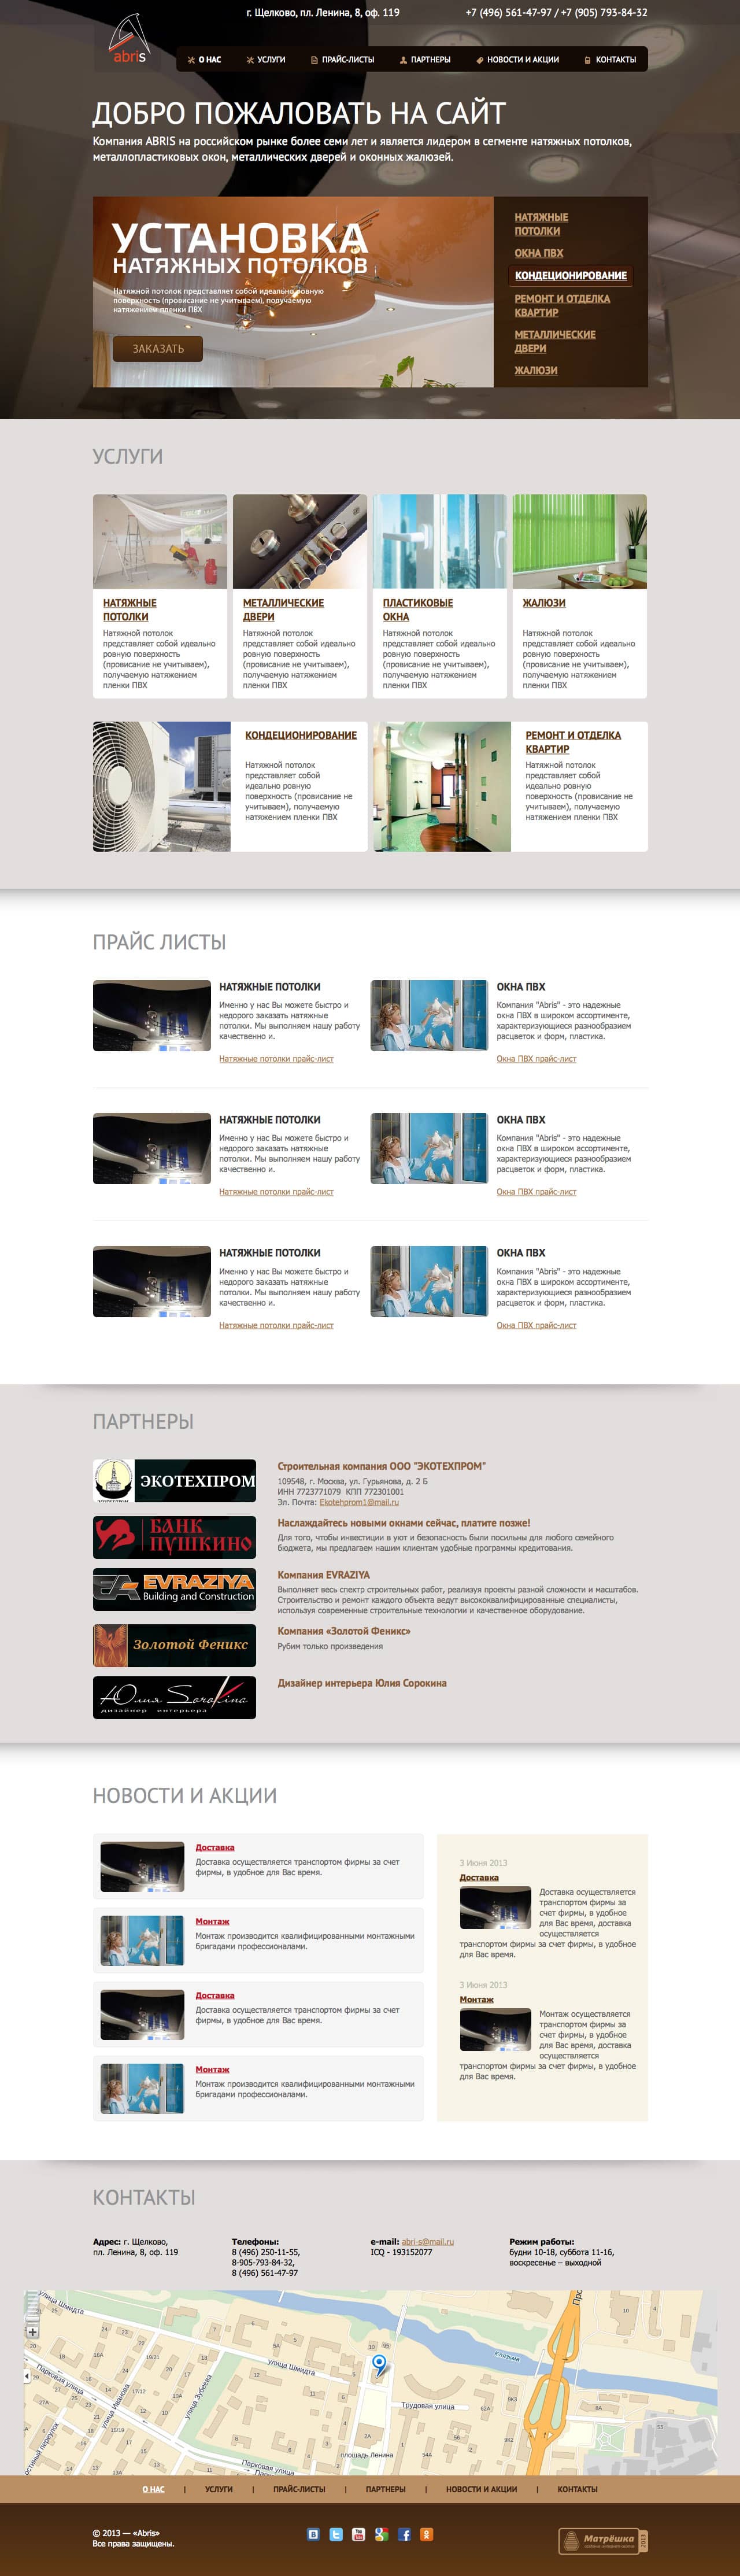 г. Щелково, пл. Ленина, 8, оф. 119
+7 (496) 561-47-97 / +7 (905) 793-84-32
abris
О НАС
УСЛУГИ
ПРАЙС-ЛИСТЫ
ПАРТНЕРЫ
НОВОСТИ И АКЦИИ
КОНТАКТЫ
ДОБРО ПОЖАЛОВАТЬ НА САЙТ
Компания ABRIS на российском рынке более семи лет и является лидером в сегменте натяжных потолков,
металлопластиковых окон, металлических дверей и оконных жалюзей.
УСТАНОВКА
НАТЯЖНЫХ ПОТОЛКОВ
Натяжной потолок представляет собой идеально ровную
поверхность (провисание не учитываем), получаемую
натяжением пленки ПВХ
ЗАКАЗАТЬ
НАТЯЖНЫЕ
ПОТОЛКИ
ОКНА ПВХ
КОНДЕЦИОНИРОВАНИЕ
РЕМОНТ И ОТДЕЛКА
КВАРТИР
МЕТАЛЛИЧЕСКИЕ
ДВЕРИ
ЖАЛЮЗИ
УСЛУГИ
НАТЯЖНЫЕ
ПОТОЛКИ
Натяжной потолок
представляет собой идеально
ровную поверхность
(провисание не учитываем),
получаемую натяжением
пленки ПВХ
МЕТАЛЛИЧЕСКИЕ
ДВЕРИ
Натяжной потолок
представляет собой идеально
ровную поверхность
(провисание не учитываем),
получаемую натяжением
пленки ПВХ
ПЛАСТИКОВЫЕ
ОКНА
Натяжной потолок
представляет собой идеально
ровную поверхность
(провисание не учитываем),
получаемую натяжением
пленки ПВХ
ЖАЛЮЗИ
Натяжной потолок
представляет собой идеально
ровную поверхность
(провисание не учитываем),
получаемую натяжением
пленки ПВХ
КОНДЕЦИОНИРОВАНИЕ
Натяжной потолок
представляет собой
идеально ровную
поверхность (провисание не
учитываем), получаемую
натяжением пленки ПВХ
РЕМОНТ И ОТДЕЛКА
КВАРТИР
Натяжной потолок
представляет собой
идеально ровную
поверхность (провисание не
учитываем), получаемую
натяжением пленки ПВХ
ПРАЙС ЛИСТЫ
НАТЯЖНЫЕ ПОТОЛКИ
Именно у нас Вы можете быстро и
недорого заказать натяжные
потолки. Мы выполняем нашу работу
качественно и.
Натяжные потолки прайс-лист
ОКНА ПВХ
Компания "Abris" - это надежные
окна ПВХ в широком ассортименте,
характеризующиеся разнообразием
расцветок и форм, пластика.
Окна ПВХ прайс-лист
НАТЯЖНЫЕ ПОТОЛКИ
Именно у нас Вы можете быстро и
недорого заказать натяжные
потолки. Мы выполняем нашу работу
качественно и.
Натяжные потолки прайс-лист
ОКНА ПВХ
Компания "Abris" - это надежные
окна ПВХ в широком ассортименте,
характеризующиеся разнообразием
расцветок и форм, пластика.
Окна ПВХ прайс-лист
НАТЯЖНЫЕ ПОТОЛКИ
Именно у нас Вы можете быстро и
недорого заказать натяжные
потолки. Мы выполняем нашу работу
качественно и.
Натяжные потолки прайс-лист
ОКНА ПВХ
Компания "Abris" - это надежные
окна ПВХ в широком ассортименте,
характеризующиеся разнообразием
расцветок и форм, пластика.
Окна ПВХ прайс-лист
ПАРТНЕРЫ
ЭКОТЕХПРОМ
Строительная компания ООО "ЭКОТЕХПРОМ"
109548, г. Москва, ул. Гурьянова, д. 2 Б
ИНН 7723771079 КПП 772301001
Эл. Почта: Ekotehprom1@mail.ru
БАНК
ПУШКИНО
Наслаждайтесь новыми окнами сейчас, платите позже!
Для того, чтобы инвестиции в уют и безопасность были посильны для любого семейного
бюджета, мы предлагаем нашим клиентам удобные программы кредитования.
EVRAZIYA
Building and Construction
Компания EVRAZIYA
Выполняет весь спектр строительных работ, реализуя проекты разной сложности и масштабов.
Строительство и ремонт каждого объекта ведут высококвалифицированные специалисты,
используя современные строительные технологии и качественное оборудование.
Золотой Феникс
Компания «Золотой Феникс»
Рубим только произведения
Юлия Sorokina
дизайнер интерьера
Дизайнер интерьера Юлия Сорокина
НОВОСТИ И АКЦИИ
Доставка
Доставка осуществляется транспортом фирмы за счет
фирмы, в удобное для Вас время.
Монтаж
Монтаж производится квалифицированными монтажными
бригадами профессионалами.
Доставка
Доставка осуществляется транспортом фирмы за счет
фирмы, в удобное для Вас время.
Монтаж
Монтаж производится квалифицированными монтажными
бригадами профессионалами.
3 Июня 2013
Доставка
Доставка осуществляется
транспортом фирмы за
счет фирмы, в удобное
для Вас время, доставка
осуществляется
транспортом фирмы за счет фирмы, в удобное
для Вас время.
3 Июня 2013
Монтаж
Монтаж осуществляется
транспортом фирмы за
счет фирмы, в удобное
для Вас время, доставка
осуществляется
транспортом фирмы за счет фирмы, в удобное
для Вас время.
КОНТАКТЫ
Адрес: г. Щелково,
пл. Ленина, 8, оф. 119
Телефоны:
8 (496) 250-11-55,
8-905-793-84-32,
8 (496) 561-47-97
e-mail: abri-s@mail.ru
ICQ - 193152077
Режим работы:
будни 10-18, суббота 11-16,
воскресенье – выходной
улица Шмидта
Клязьма
улица Шмидта
Парковая улица
улица Иванова
улица Зубеева
Трудовая улица
площадь Ленина
Парковая улица
О НАС | УСЛУГИ | ПРАЙС-ЛИСТЫ | ПАРТНЕРЫ | НОВОСТИ И АКЦИИ | КОНТАКТЫ
© 2013 — «Abris»
Все права защищены.
Матрёшка
2013